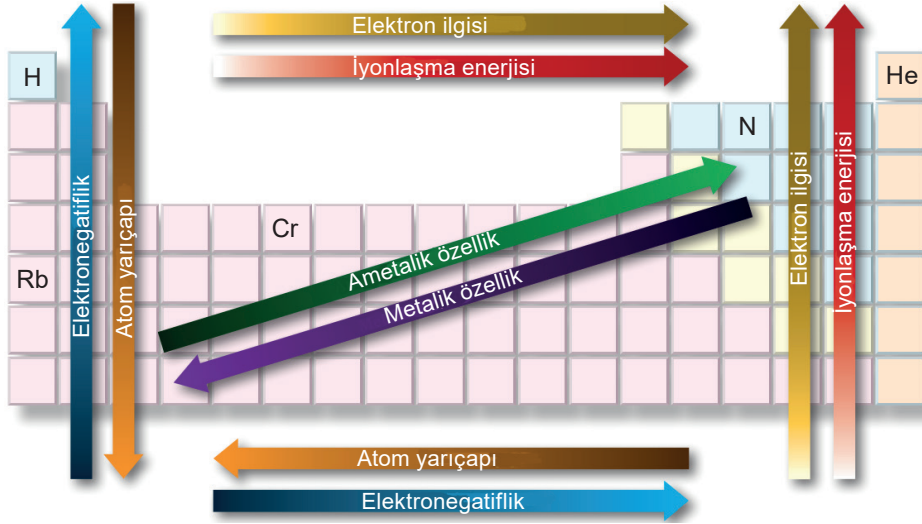 Elektron ilgisi
İyonlaşma enerjisi
H
He
N
Cr
Rb
Elektronegatiflik
Atom yarıçapı
Ametalik özellik
Metalik özellik
Elektron ilgisi
İyonlaşma enerjisi
Atom yarıçapı
Elektronegatiflik